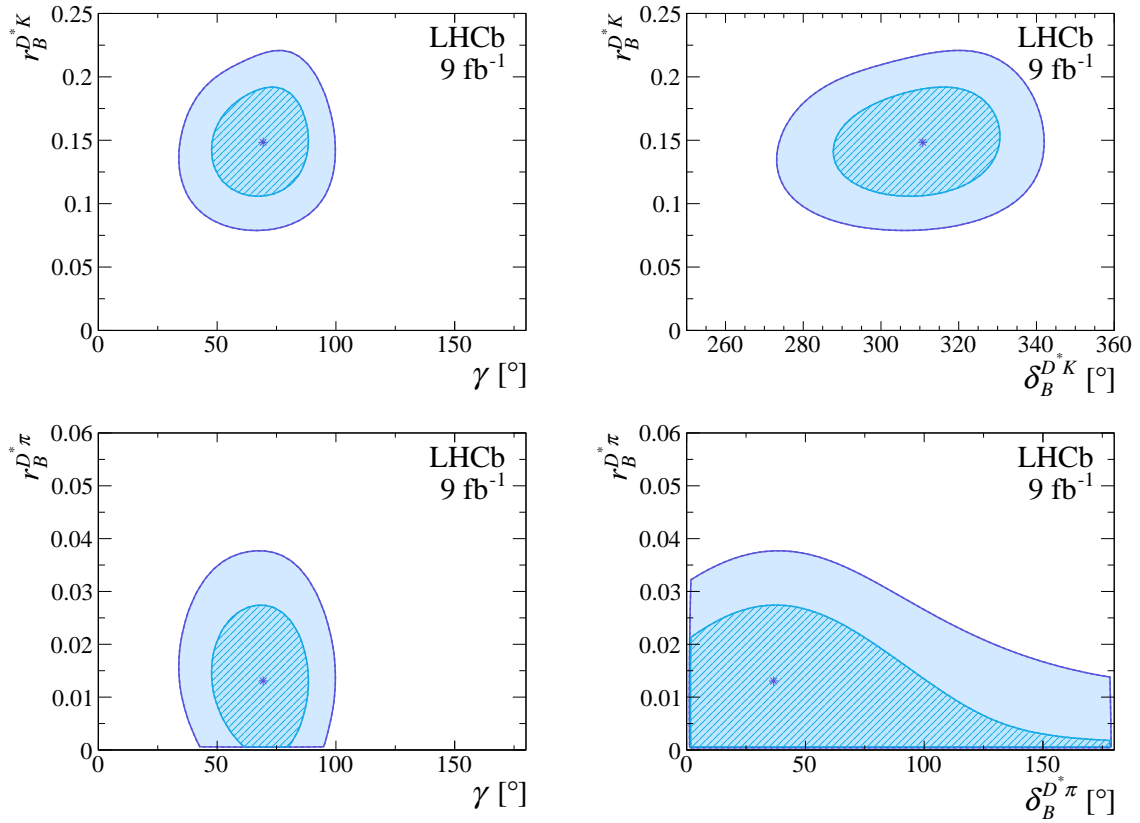 r_B^{D^*K}
0.25
0.2
0.15
0.1
0.05
0
LHCb
9 fb⁻¹
0 50 100 150
γ [°]
r_B^{D^*K}
0.25
0.2
0.15
0.1
0.05
0
LHCb
9 fb⁻¹
260 280 300 320 340 360
δ_B^{D^*K} [°]
r_B^{D^*π}
0.06
0.05
0.04
0.03
0.02
0.01
0
LHCb
9 fb⁻¹
0 50 100 150
γ [°]
r_B^{D^*π}
0.06
0.05
0.04
0.03
0.02
0.01
0
LHCb
9 fb⁻¹
0 50 100 150
δ_B^{D^*π} [°]